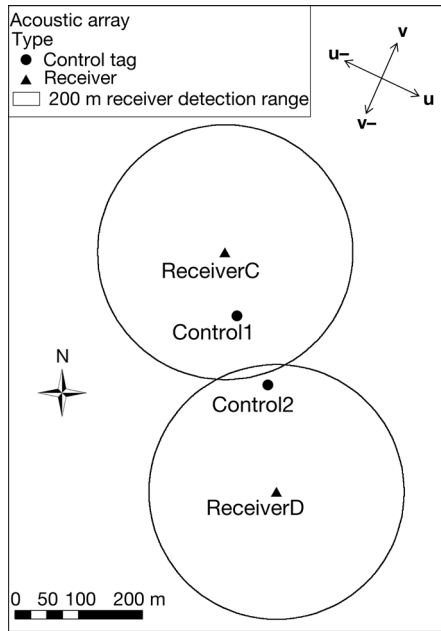 Acoustic array
Type
Control tag
Receiver
200 m receiver detection range
v
u–
u
v–
ReceiverC
Control1
N
Control2
ReceiverD
0 50 100 200 m